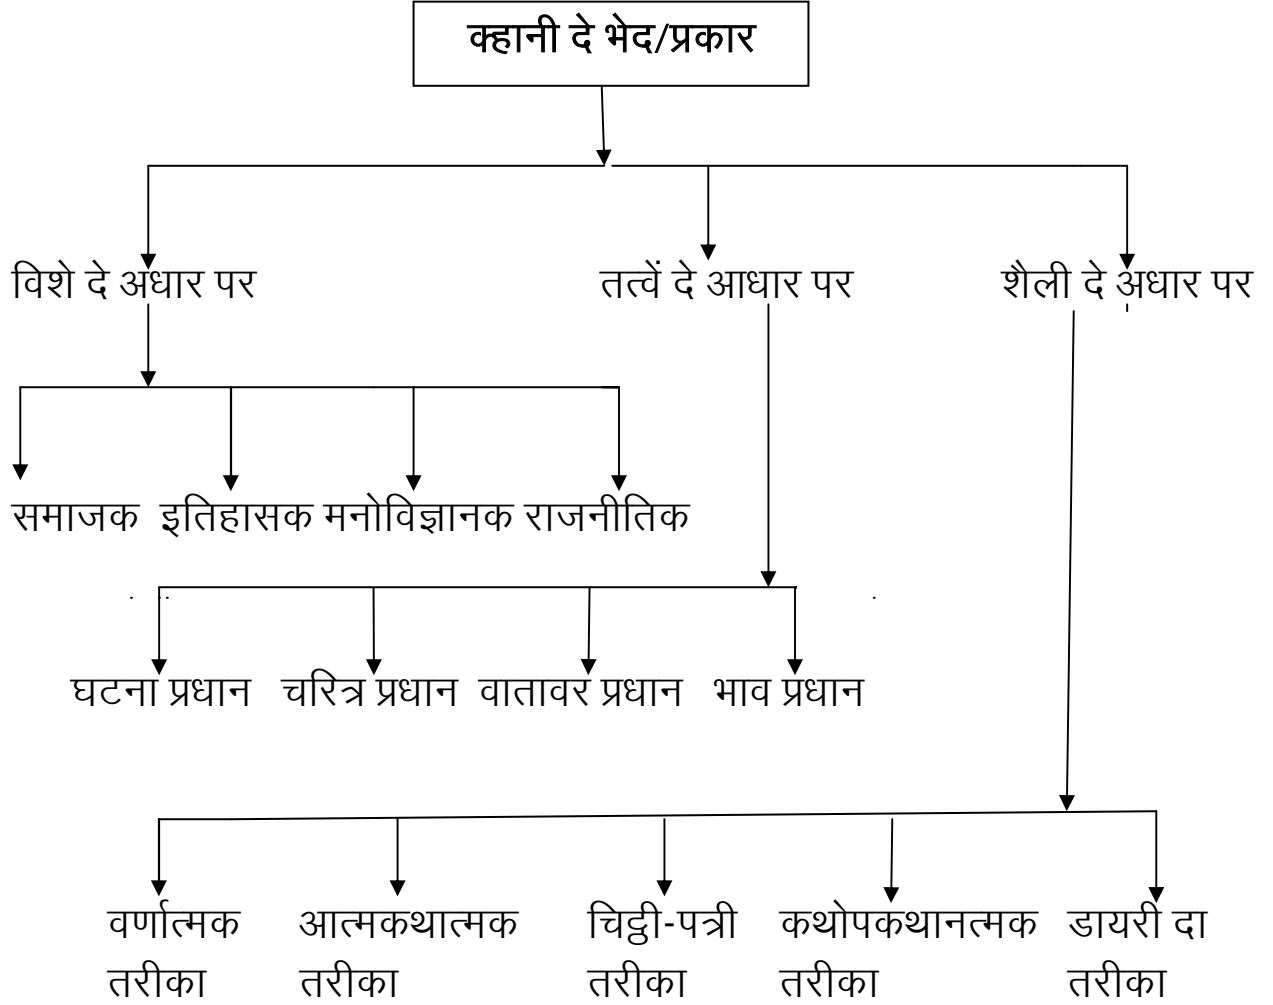 क्हानी दे भेद/प्रकार
विशे दे अधार पर तत्वें दे आधार पर शैली दे अधार पर
समाजक इतिहासक मनोविज्ञानक राजनीतिक
घटना प्रधान चरित्र प्रधान वातावर प्रधान भाव प्रधान
वर्णात्मक आत्मकथात्मक चिट्ठी-पत्री कथोपकथानत्मक डायरी दा
तरीका तरीका तरीका तरीका तरीका